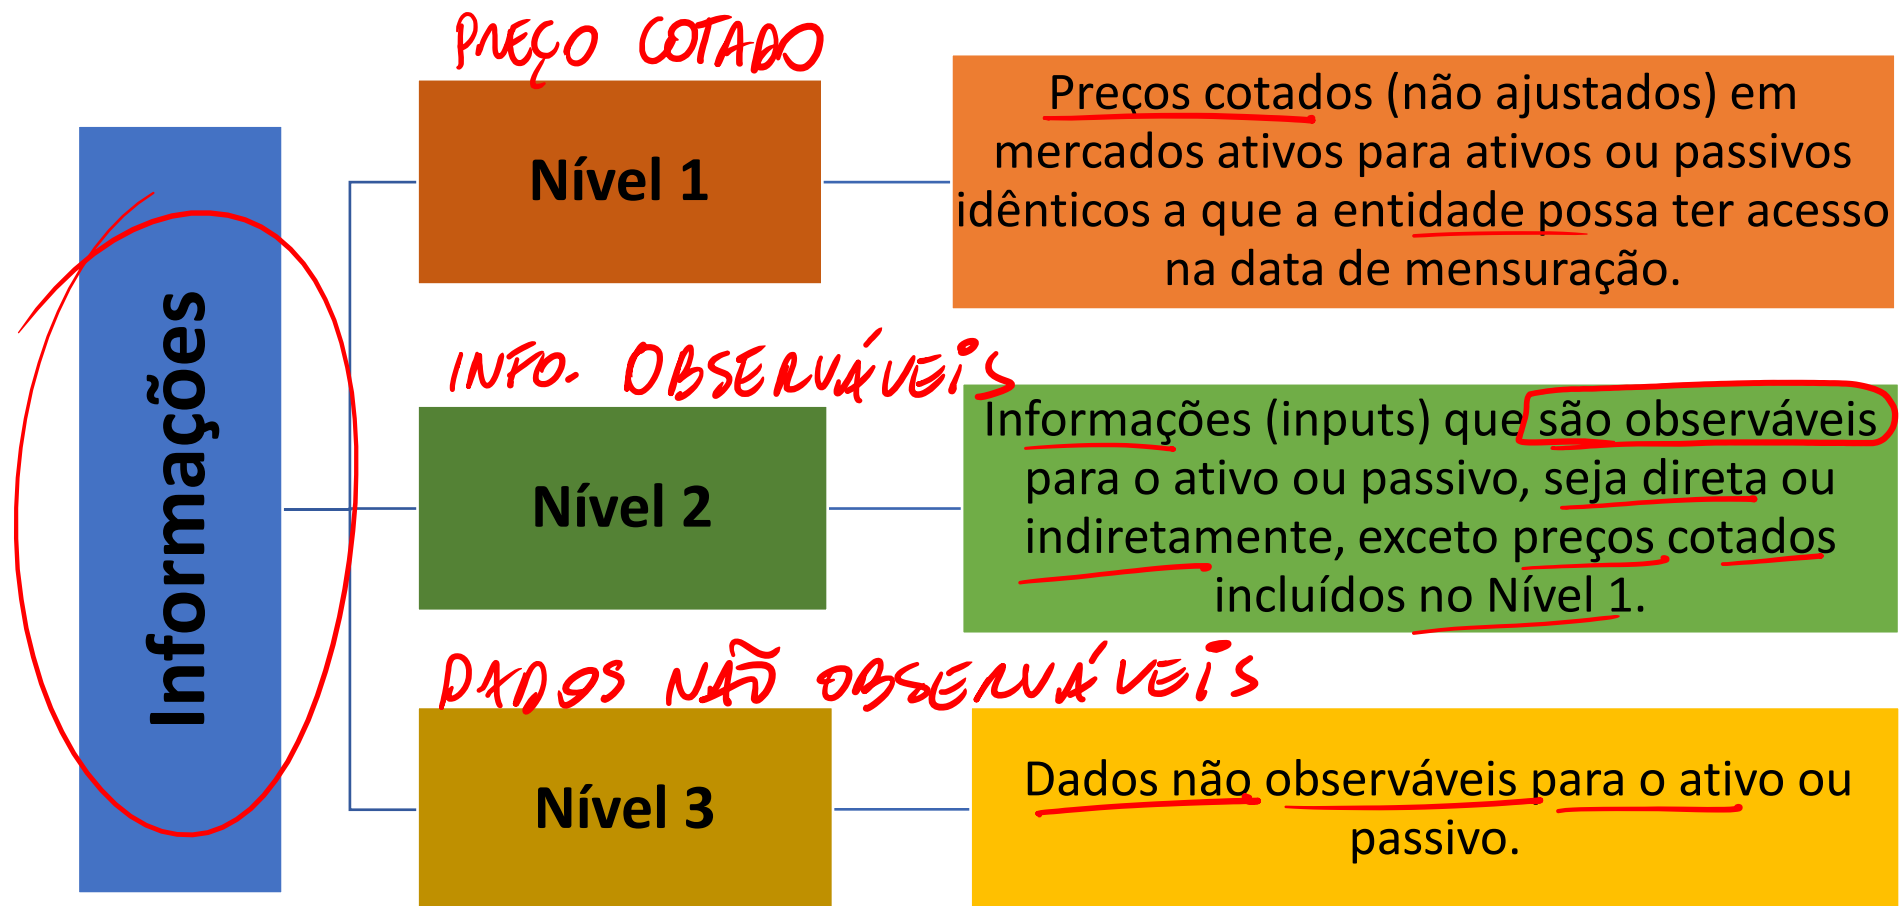 Informações
PREÇO COTADO
Nível 1
Preços cotados (não ajustados) em
mercados ativos para ativos ou passivos
idênticos a que a entidade possa ter acesso
na data de mensuração.
INFO. OBSERVÁVEIS
Nível 2
Informações (inputs) que são observáveis
para o ativo ou passivo, seja direta ou
indiretamente, exceto preços cotados
incluídos no Nível 1.
DADOS NÃO OBSERVÁVEIS
Nível 3
Dados não observáveis para o ativo ou
passivo.